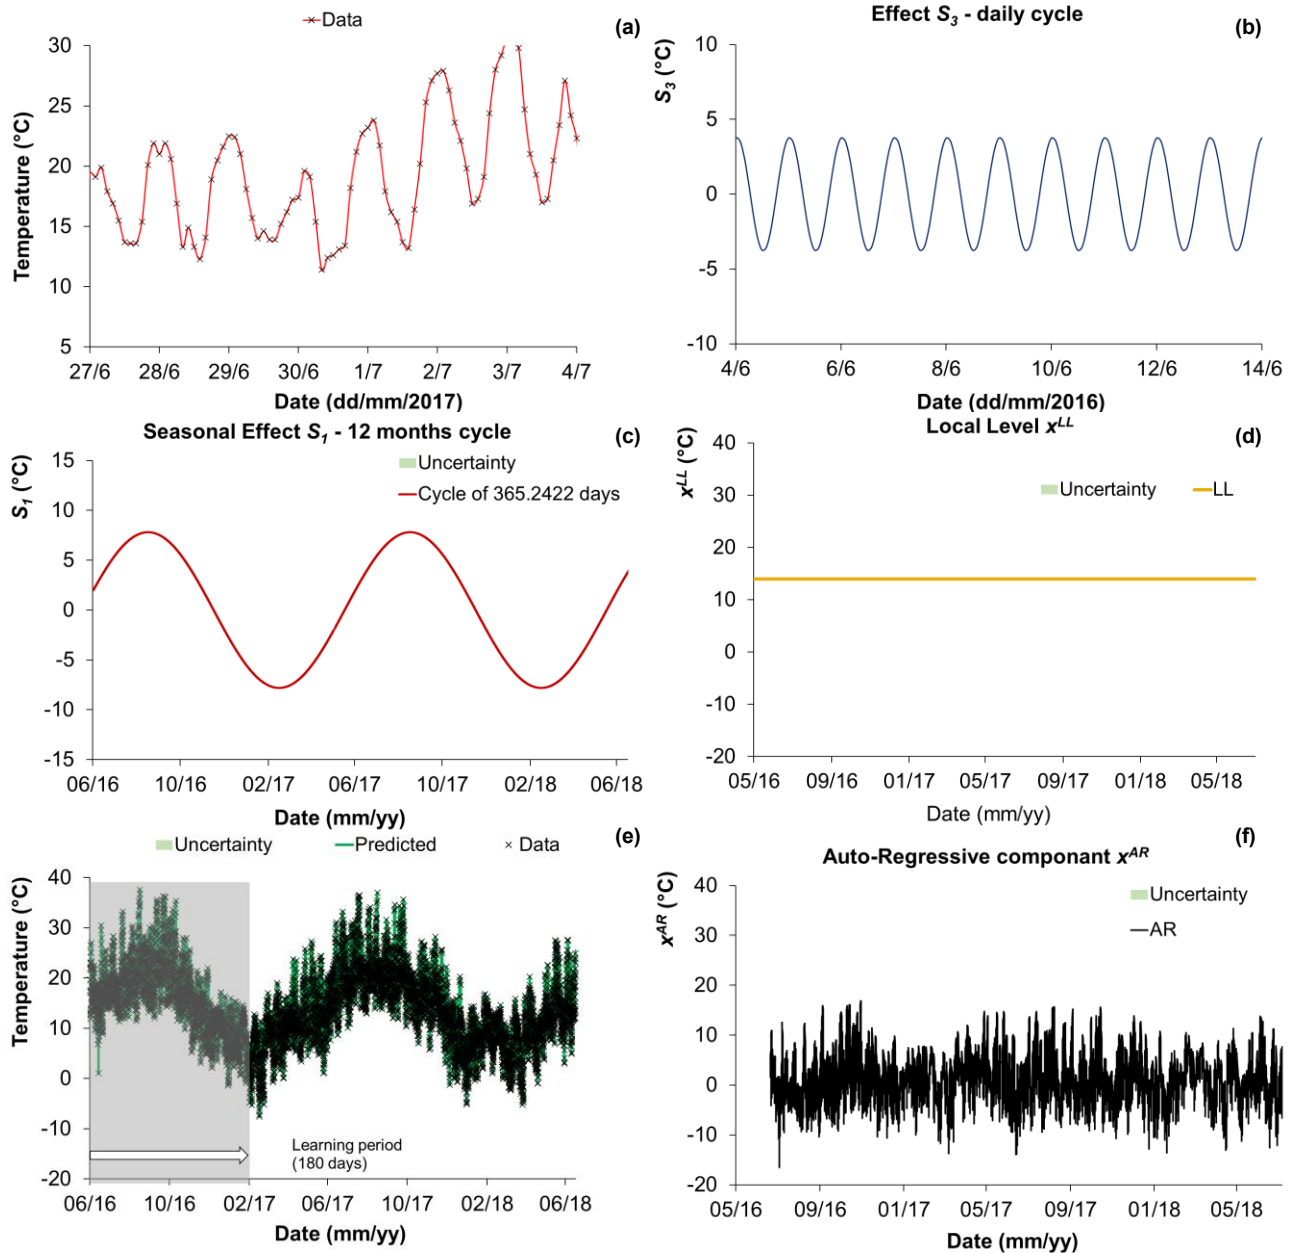 Data
(a)
Temperature (°C)
30
25
20
15
10
5
27/6 28/6 29/6 30/6 1/7 2/7 3/7 4/7
Date (dd/mm/2017)
Effect S3 - daily cycle
(b)
S3 (°C)
10
5
0
-5
-10
4/6 6/6 8/6 10/6 12/6 14/6
Date (dd/mm/2016)
Seasonal Effect S1 - 12 months cycle
(c)
S1 (°C)
Uncertainty
Cycle of 365.2422 days
15
10
5
0
-5
-10
-15
06/16 10/16 02/17 06/17 10/17 02/18 06/18
Date (mm/yy)
Local Level xLL
(d)
xLL (°C)
Uncertainty LL
40
30
20
10
0
-10
-20
05/16 09/16 01/17 05/17 09/17 01/18 05/18
Date (mm/yy)
Uncertainty Predicted Data
(e)
Temperature (°C)
40
30
20
10
0
-10
-20
Learning period
(180 days)
06/16 10/16 02/17 06/17 10/17 02/18 06/18
Date (mm/yy)
Auto-Regressive componant xAR
(f)
xAR (°C)
Uncertainty
AR
40
30
20
10
0
-10
-20
05/16 09/16 01/17 05/17 09/17 01/18 05/18
Date (mm/yy)